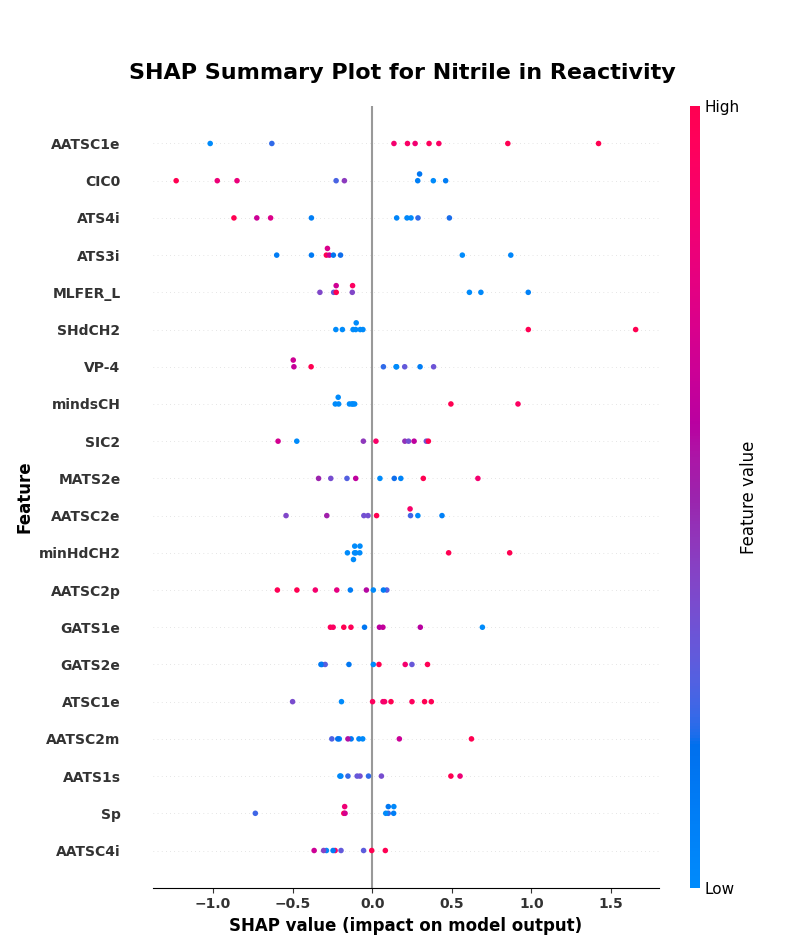 SHAP Summary Plot for Nitrile in Reactivity
High
AATSC1e
CIC0
ATS4i
ATS3i
MLFER_L
SHdCH2
VP-4
mindsCH
SIC2
MATS2e
AATSC2e
minHdCH2
AATSC2p
GATS1e
GATS2e
ATSC1e
AATSC2m
AATS1s
Sp
AATSC4i
Feature
Feature value
Low
−1.0 −0.5 0.0 0.5 1.0 1.5
SHAP value (impact on model output)